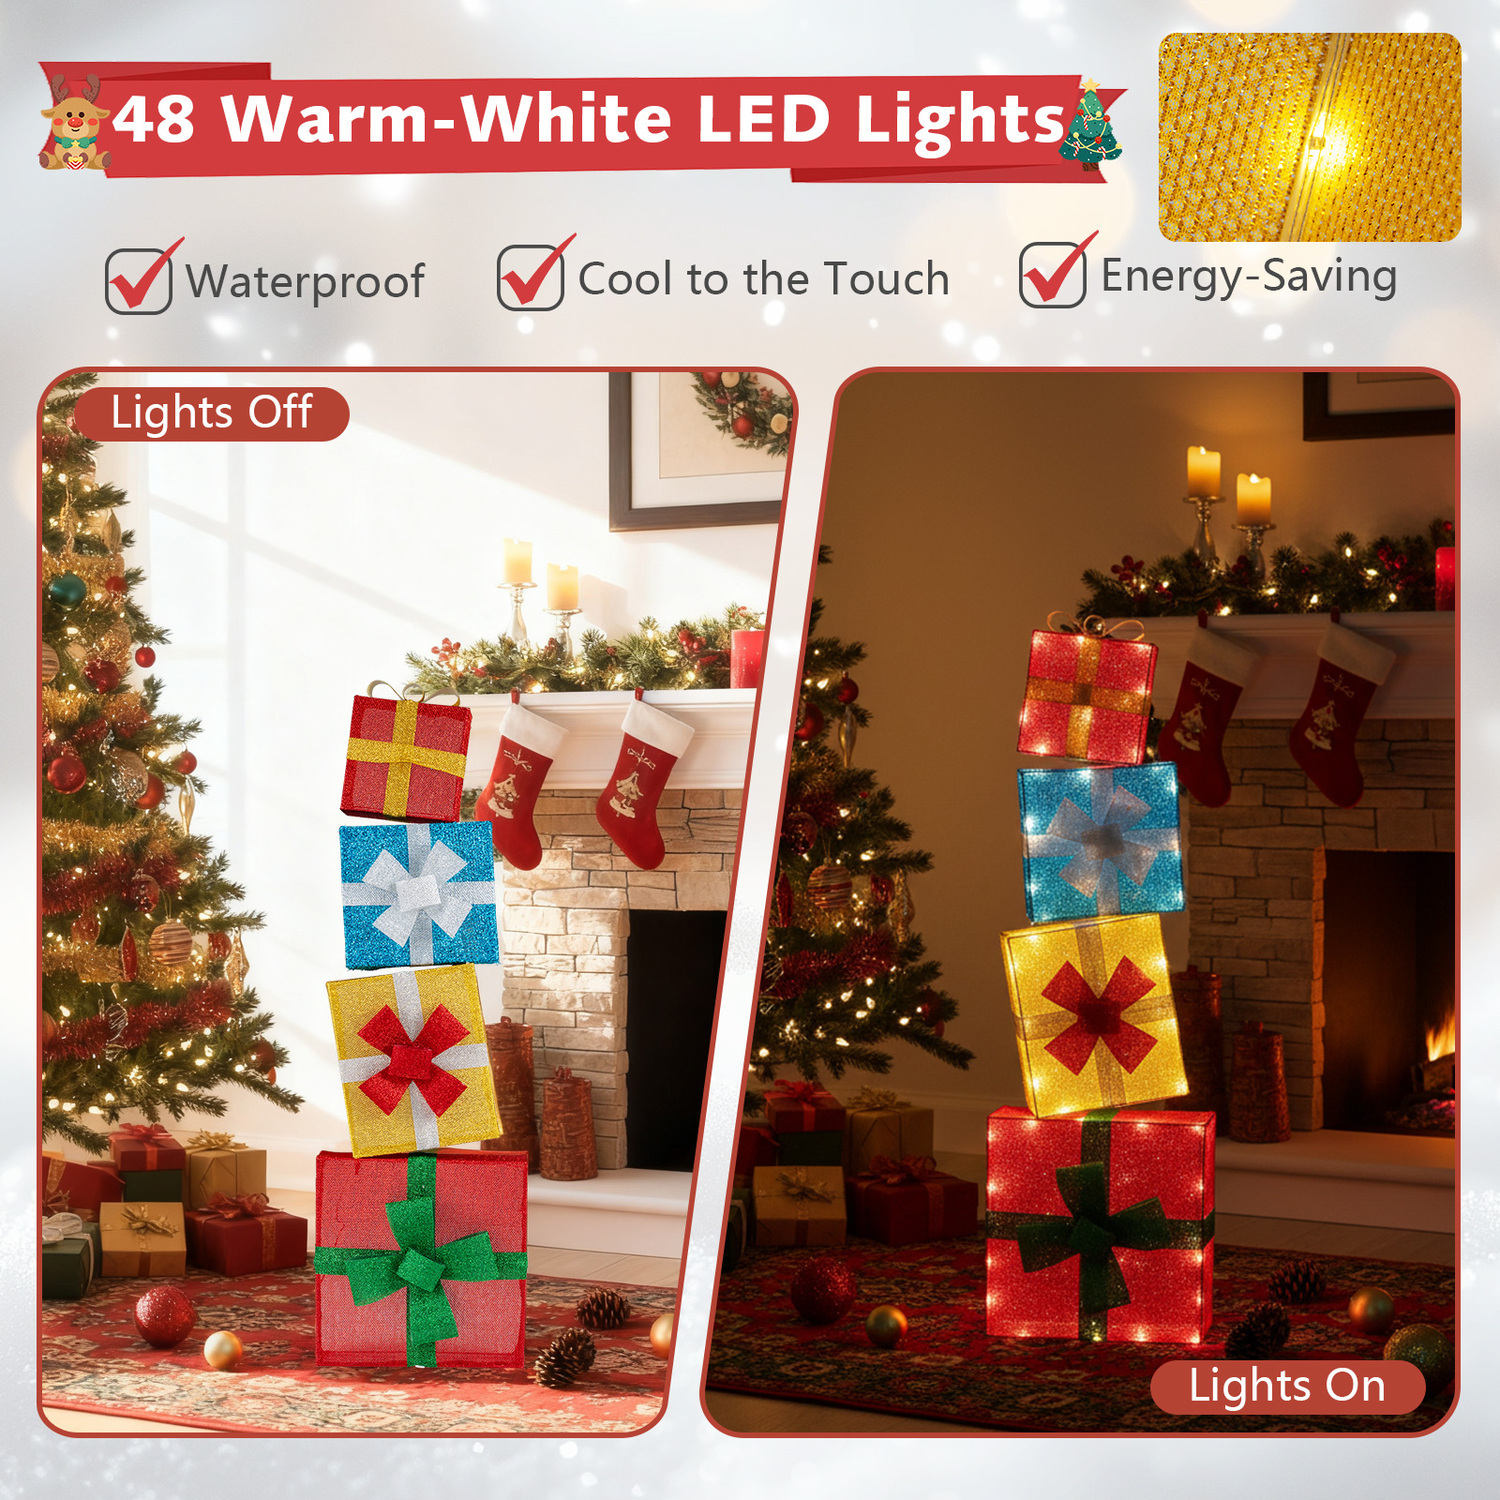 48 Warm-White LED Lights
Waterproof
Cool to the Touch
Energy-Saving
Lights Off
Lights On